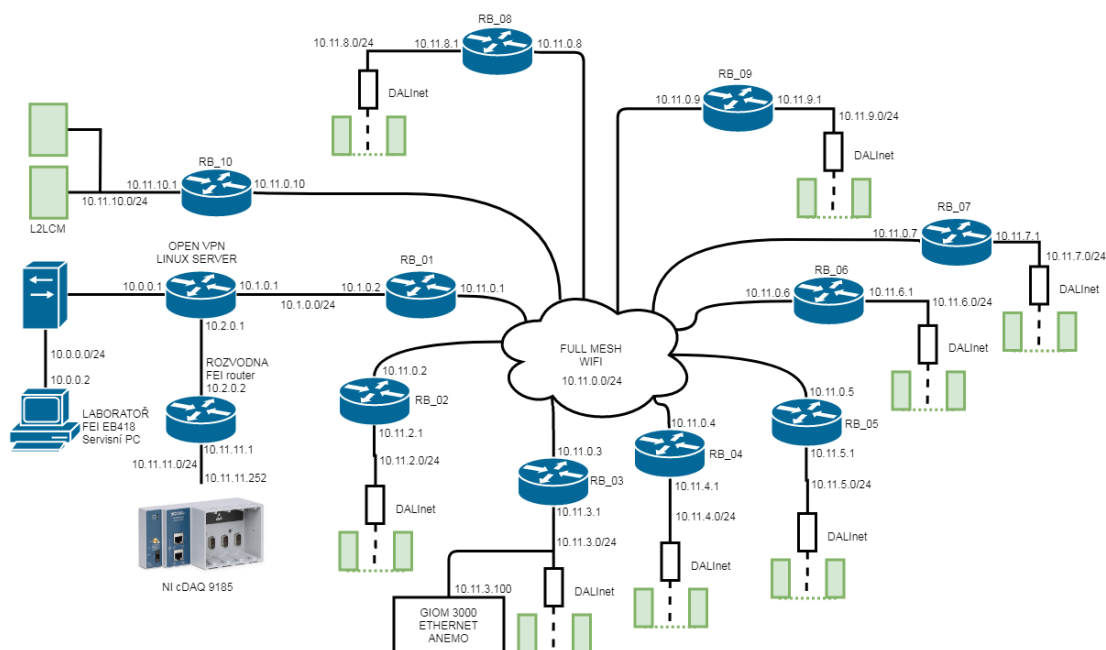 RB_08
10.11.8.0/24
10.11.8.1
10.11.0.8
DALInet
RB_09
10.11.0.9
10.11.9.1
10.11.9.0/24
DALInet
RB_10
10.11.10.1
10.11.0.10
10.11.10.0/24
L2LCM
RB_07
10.11.0.7
10.11.7.1
10.11.7.0/24
DALInet
OPEN VPN
LINUX SERVER
10.0.0.1
10.1.0.1
10.1.0.0/24
10.1.0.2
RB_01
10.11.0.1
RB_06
10.11.0.6
10.11.6.1
10.11.6.0/24
DALInet
10.2.0.1
FULL MESH
WIFI
10.11.0.0/24
10.0.0.0/24
10.0.0.2
ROZVODNA
FEI router
10.2.0.2
LABORATOŘ
FEI EB418
Servisní PC
10.11.11.1
10.11.11.0/24
10.11.11.252
NI cDAQ 9185
10.11.0.2
RB_02
10.11.2.1
10.11.2.0/24
DALInet
10.11.0.3
RB_03
10.11.3.1
10.11.3.0/24
10.11.3.100
DALInet
GIOM 3000
ETHERNET
ANEMO
10.11.0.4
RB_04
10.11.4.1
10.11.4.0/24
DALInet
10.11.0.5
RB_05
10.11.5.1
10.11.5.0/24
DALInet